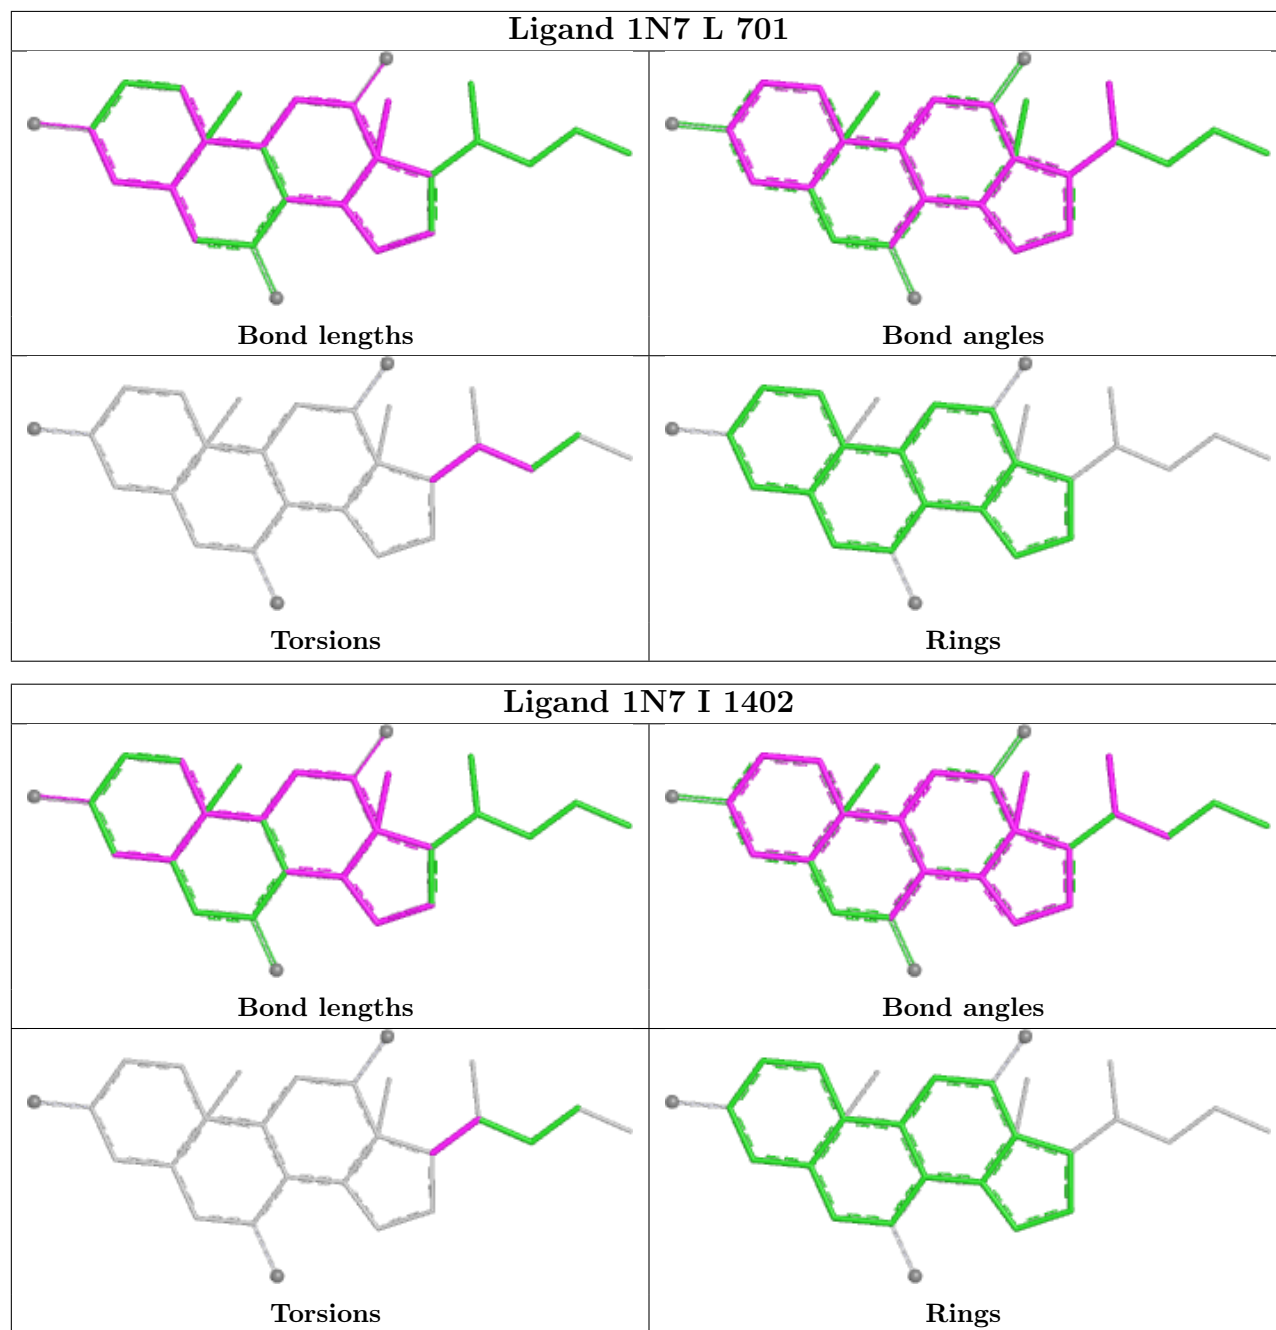 Ligand 1N7 L 701
Bond lengths
Bond angles
Torsions
Rings
Ligand 1N7 I 1402
Bond lengths
Bond angles
Torsions
Rings